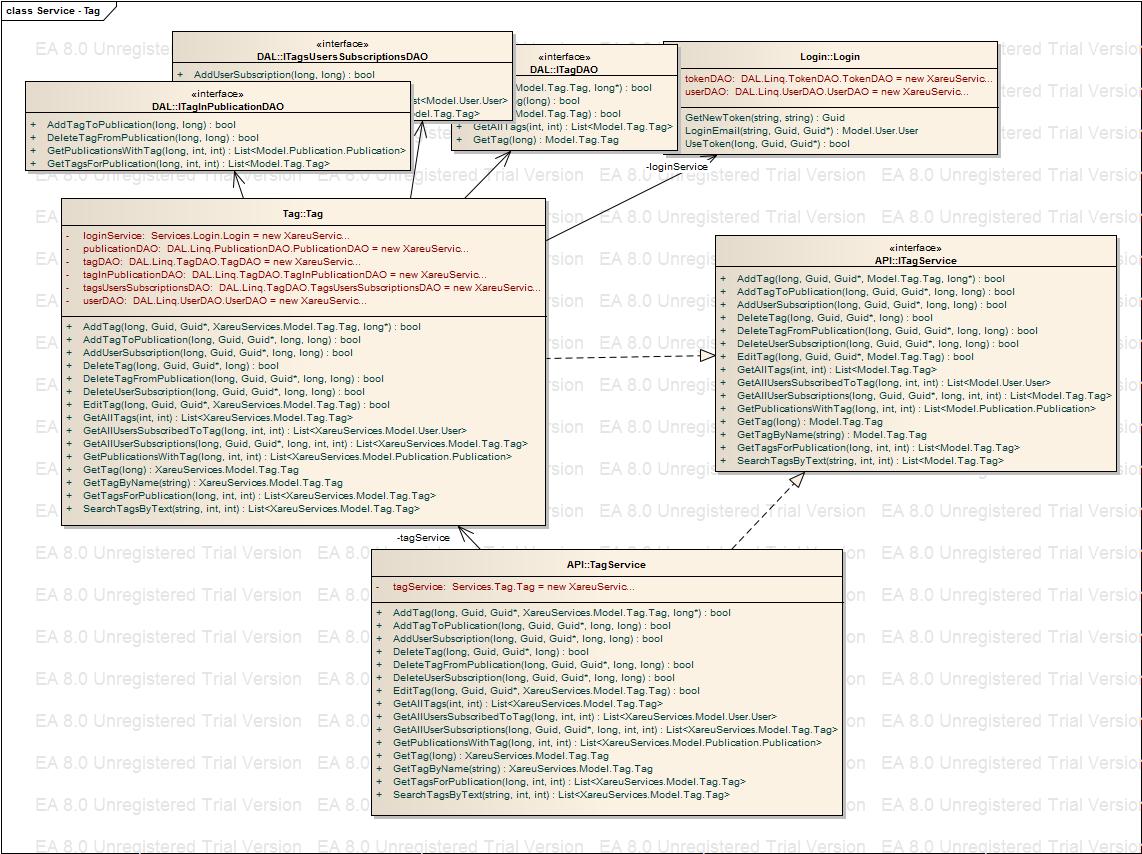 class Service - Tag
«interface»
DAL::ITagsUsersSubscriptionsDAO
+ AddUserSubscription(long, long) : bool
st<Model.User.User>
del.Tag.Tag>
«interface»
DAL::ITagInPublicationDAO
+ AddTagToPublication(long, long) : bool
+ DeleteTagFromPublication(long, long) : bool
+ GetPublicationsWithTag(long, int, int) : List<Model.Publication.Publication>
+ GetTagsForPublication(long, int, int) : List<Model.Tag.Tag>
«interface»
DAL::ITagDAO
Model.Tag.Tag, long*) : bool
g(long) : bool
Model.Tag.Tag) : bool
+ GetAllTags(int, int) : List<Model.Tag.Tag>
+ GetTag(long) : Model.Tag.Tag
Login::Login
tokenDAO: DAL.Linq.TokenDAO.TokenDAO = new XareuServic...
userDAO: DAL.Linq.UserDAO.UserDAO = new XareuServic...
GetNewToken(string, string) : Guid
LoginEmail(string, Guid, Guid*) : Model.User.User
UseToken(long, Guid, Guid*) : bool
-loginService
Tag::Tag
- loginService: Services.Login.Login = new XareuServic...
- publicationDAO: DAL.Linq.PublicationDAO.PublicationDAO = new XareuServic...
- tagDAO: DAL.Linq.TagDAO.TagDAO = new XareuServic...
- tagInPublicationDAO: DAL.Linq.TagDAO.TagInPublicationDAO = new XareuServic...
- tagsUsersSubscriptionsDAO: DAL.Linq.TagDAO.TagsUsersSubscriptionsDAO = new XareuServic...
- userDAO: DAL.Linq.UserDAO.UserDAO = new XareuServic...
+ AddTag(long, Guid, Guid*, XareuServices.Model.Tag.Tag, long*) : bool
+ AddTagToPublication(long, Guid, Guid*, long, long) : bool
+ AddUserSubscription(long, Guid, Guid*, long, long) : bool
+ DeleteTag(long, Guid, Guid*, long) : bool
+ DeleteTagFromPublication(long, Guid, Guid*, long, long) : bool
+ DeleteUserSubscription(long, Guid, Guid*, long, long) : bool
+ EditTag(long, Guid, Guid*, XareuServices.Model.Tag.Tag) : bool
+ GetAllTags(int, int) : List<XareuServices.Model.Tag.Tag>
+ GetAllUsersSubscribedToTag(long, int, int) : List<XareuServices.Model.User.User>
+ GetAllUserSubscriptions(long, Guid, Guid*, long, int, int) : List<XareuServices.Model.Tag.Tag>
+ GetPublicationsWithTag(long, int, int) : List<XareuServices.Model.Publication.Publication>
+ GetTag(long) : XareuServices.Model.Tag.Tag
+ GetTagByName(string) : XareuServices.Model.Tag.Tag
+ GetTagsForPublication(long, int, int) : List<XareuServices.Model.Tag.Tag>
+ SearchTagsByText(string, int, int) : List<XareuServices.Model.Tag.Tag>
«interface»
API::ITagService
+ AddTag(long, Guid, Guid*, Model.Tag.Tag, long*) : bool
+ AddTagToPublication(long, Guid, Guid*, long, long) : bool
+ AddUserSubscription(long, Guid, Guid*, long, long) : bool
+ DeleteTag(long, Guid, Guid*, long) : bool
+ DeleteTagFromPublication(long, Guid, Guid*, long, long) : bool
+ DeleteUserSubscription(long, Guid, Guid*, long, long) : bool
+ EditTag(long, Guid, Guid*, Model.Tag.Tag) : bool
+ GetAllTags(int, int) : List<Model.Tag.Tag>
+ GetAllUsersSubscribedToTag(long, int, int) : List<Model.User.User>
+ GetAllUserSubscriptions(long, Guid, Guid*, long, int, int) : List<Model.Tag.Tag>
+ GetPublicationsWithTag(long, int, int) : List<Model.Publication.Publication>
+ GetTag(long) : Model.Tag.Tag
+ GetTagByName(string) : Model.Tag.Tag
+ GetTagsForPublication(long, int, int) : List<Model.Tag.Tag>
+ SearchTagsByText(string, int, int) : List<Model.Tag.Tag>
-tagService
API::TagService
- tagService: Services.Tag.Tag = new XareuServic...
+ AddTag(long, Guid, Guid*, XareuServices.Model.Tag.Tag, long*) : bool
+ AddTagToPublication(long, Guid, Guid*, long, long) : bool
+ AddUserSubscription(long, Guid, Guid*, long, long) : bool
+ DeleteTag(long, Guid, Guid*, long) : bool
+ DeleteTagFromPublication(long, Guid, Guid*, long, long) : bool
+ DeleteUserSubscription(long, Guid, Guid*, long, long) : bool
+ EditTag(long, Guid, Guid*, XareuServices.Model.Tag.Tag) : bool
+ GetAllTags(int, int) : List<XareuServices.Model.Tag.Tag>
+ GetAllUsersSubscribedToTag(long, int, int) : List<XareuServices.Model.User.User>
+ GetAllUserSubscriptions(long, Guid, Guid*, long, int, int) : List<XareuServices.Model.Tag.Tag>
+ GetPublicationsWithTag(long, int, int) : List<XareuServices.Model.Publication.Publication>
+ GetTag(long) : XareuServices.Model.Tag.Tag
+ GetTagByName(string) : XareuServices.Model.Tag.Tag
+ GetTagsForPublication(long, int, int) : List<XareuServices.Model.Tag.Tag>
+ SearchTagsByText(string, int, int) : List<XareuServices.Model.Tag.Tag>
EA 8.0 Unregistered Trial Version